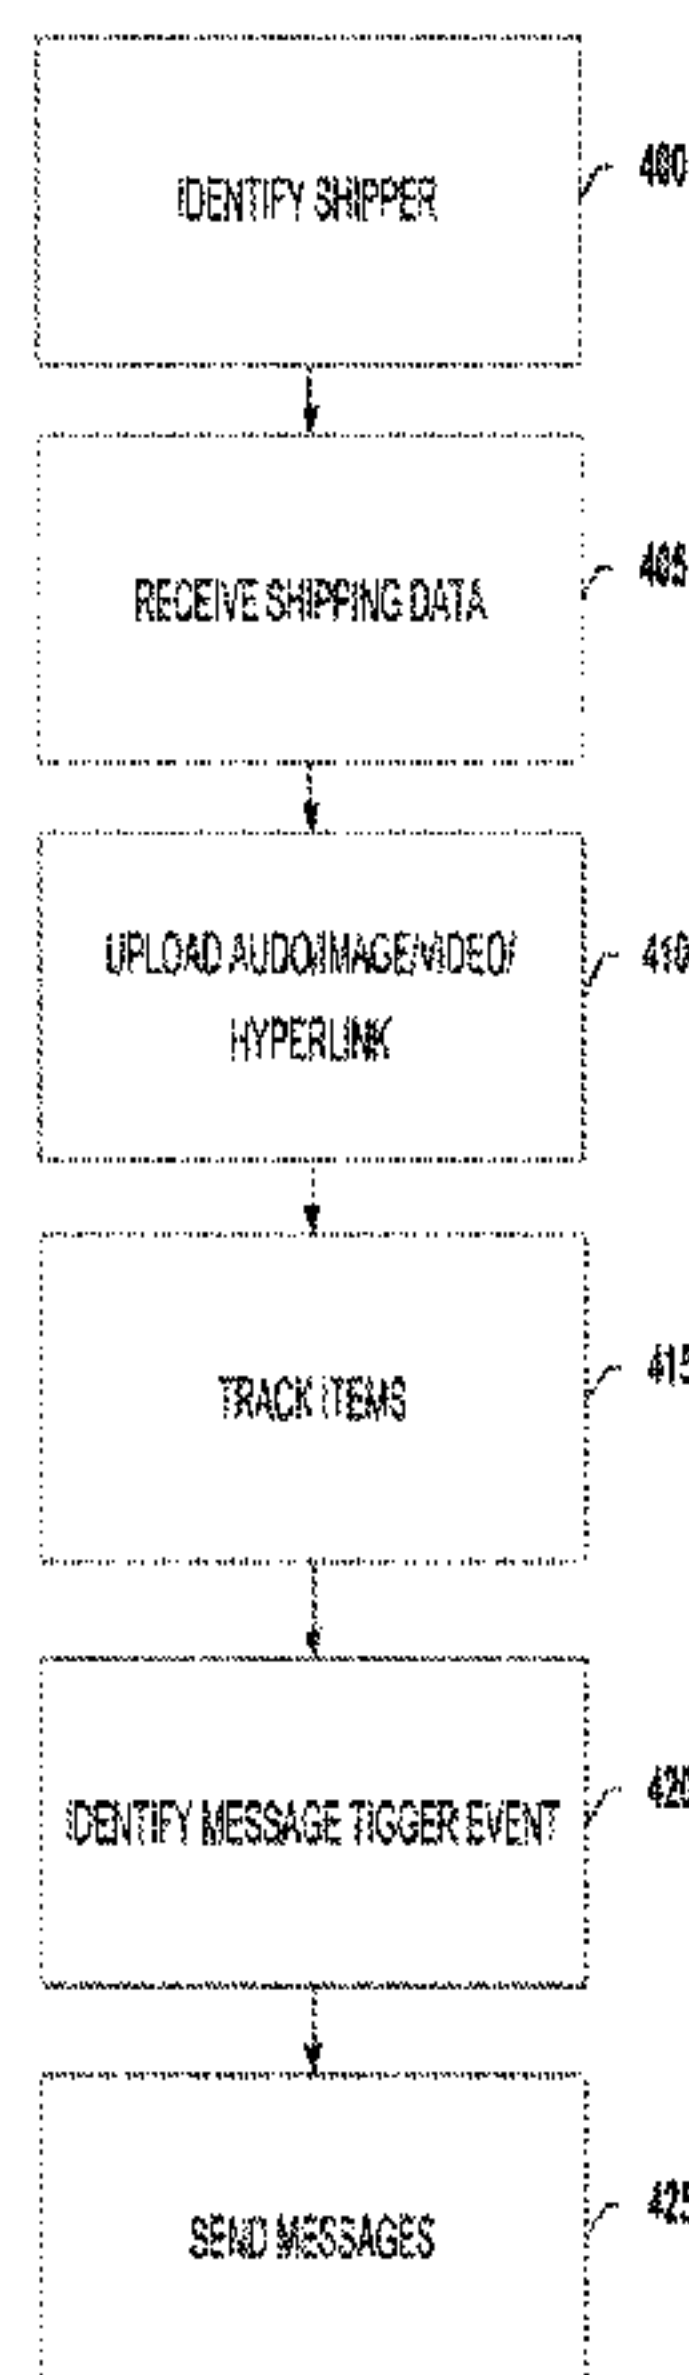 IDENTIFY SHIPPER
400
RECEIVE SHIPPING DATA
405
UPLOAD AUDO/IMAGE/VIDEO/
HYPERLINK
410
TRACK ITEMS
415
IDENTIFY MESSAGE TIGGER EVENT
420
SEND MESSAGES
425